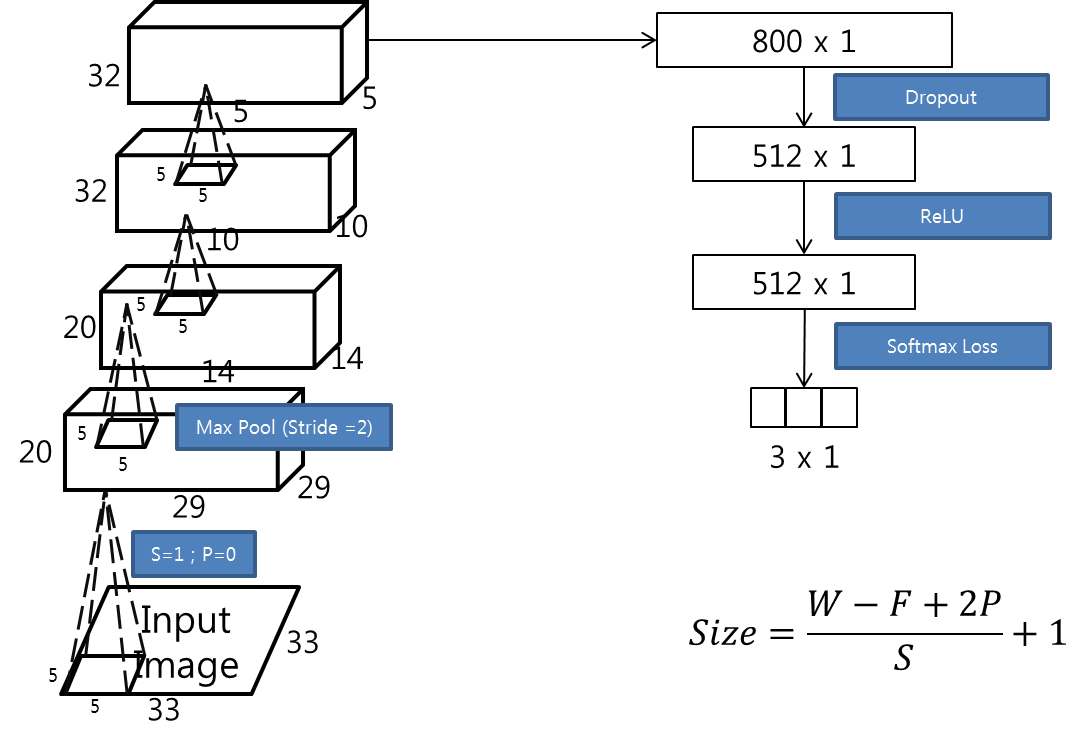 32
5
5
800 x 1
Dropout
5
5
32
10
10
512 x 1
ReLU
5
5
20
14
14
512 x 1
Softmax Loss
Max Pool (Stride =2)
5
5
20
29
29
3 x 1
S=1 ; P=0
Input
Image
33
5
5
33
Size = (W − F + 2P)/S + 1